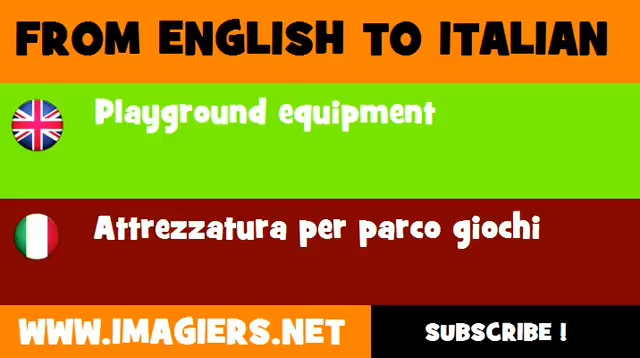 FROM ENGLISH TO ITALIAN
Playground equipment
Attrezzatura per parco giochi
WWW.IMAGIERS.NET
SUBSCRIBE !